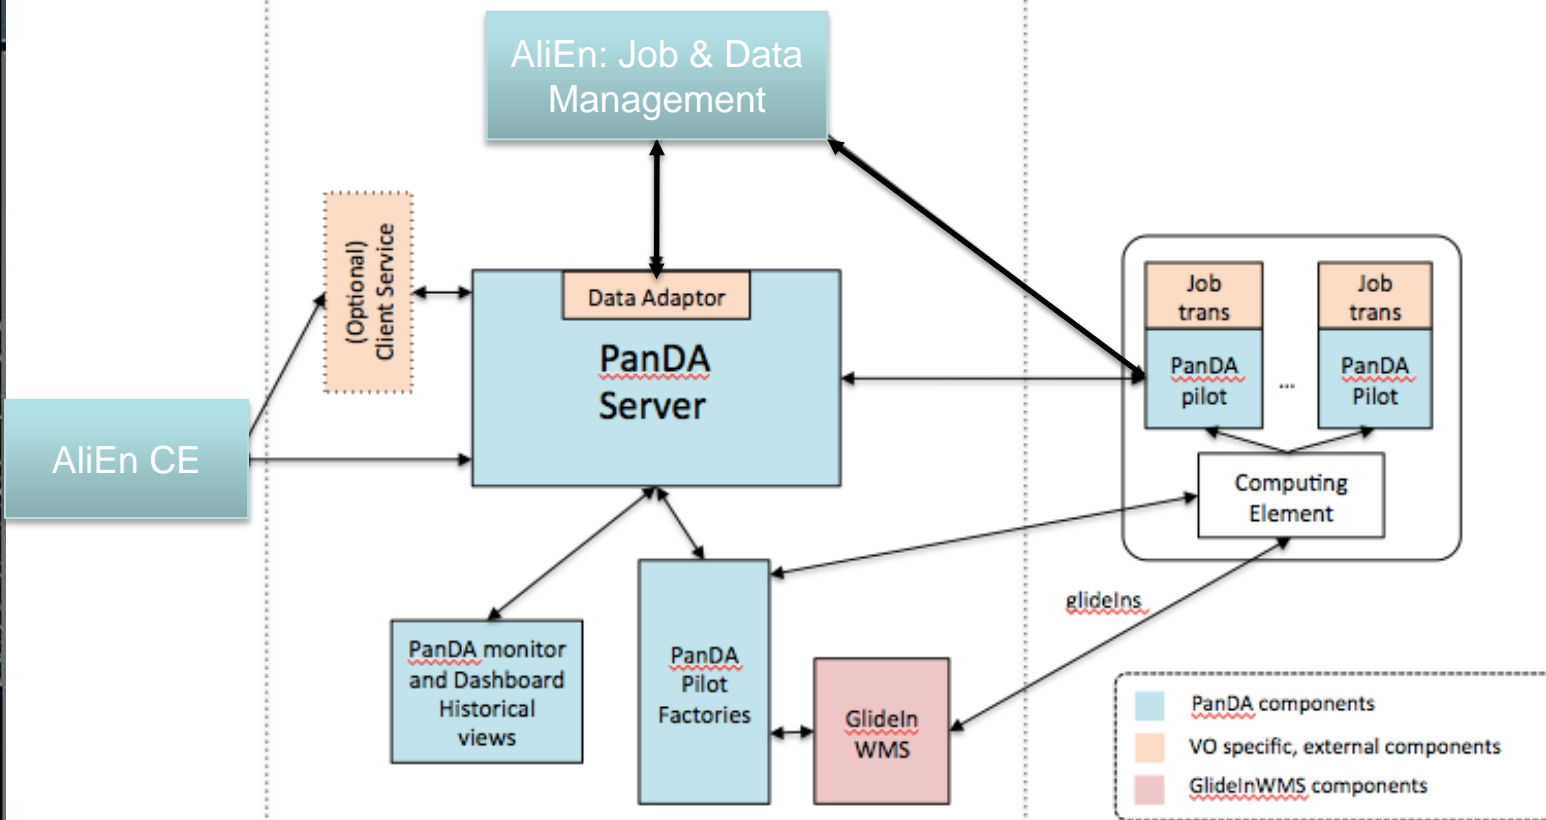 AliEn: Job & Data
Management
(Optional)
Client Service
Data Adaptor
PanDA
Server
AliEn CE
Job
trans
Job
trans
PanDA
pilot
...
PanDA
Pilot
Computing
Element
glideIns
PanDA monitor
and Dashboard
Historical
views
PanDA
Pilot
Factories
GlideIn
WMS
PanDA components
VO specific, external components
GlideInWMS components